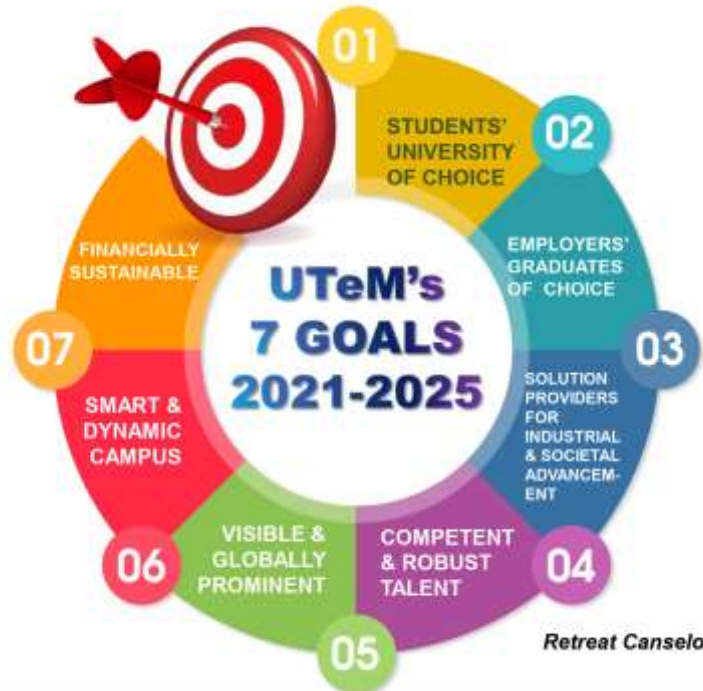 UTeM's
7 GOALS
2021-2025
01
STUDENTS'
UNIVERSITY
OF CHOICE
02
EMPLOYERS'
GRADUATES
OF CHOICE
03
SOLUTION
PROVIDERS
FOR
INDUSTRIAL
& SOCIETAL
ADVANCEM-
ENT
04
COMPETENT
& ROBUST
TALENT
05
VISIBLE &
GLOBALLY
PROMINENT
06
SMART &
DYNAMIC
CAMPUS
07
FINANCIALLY
SUSTAINABLE
Retreat Canselo